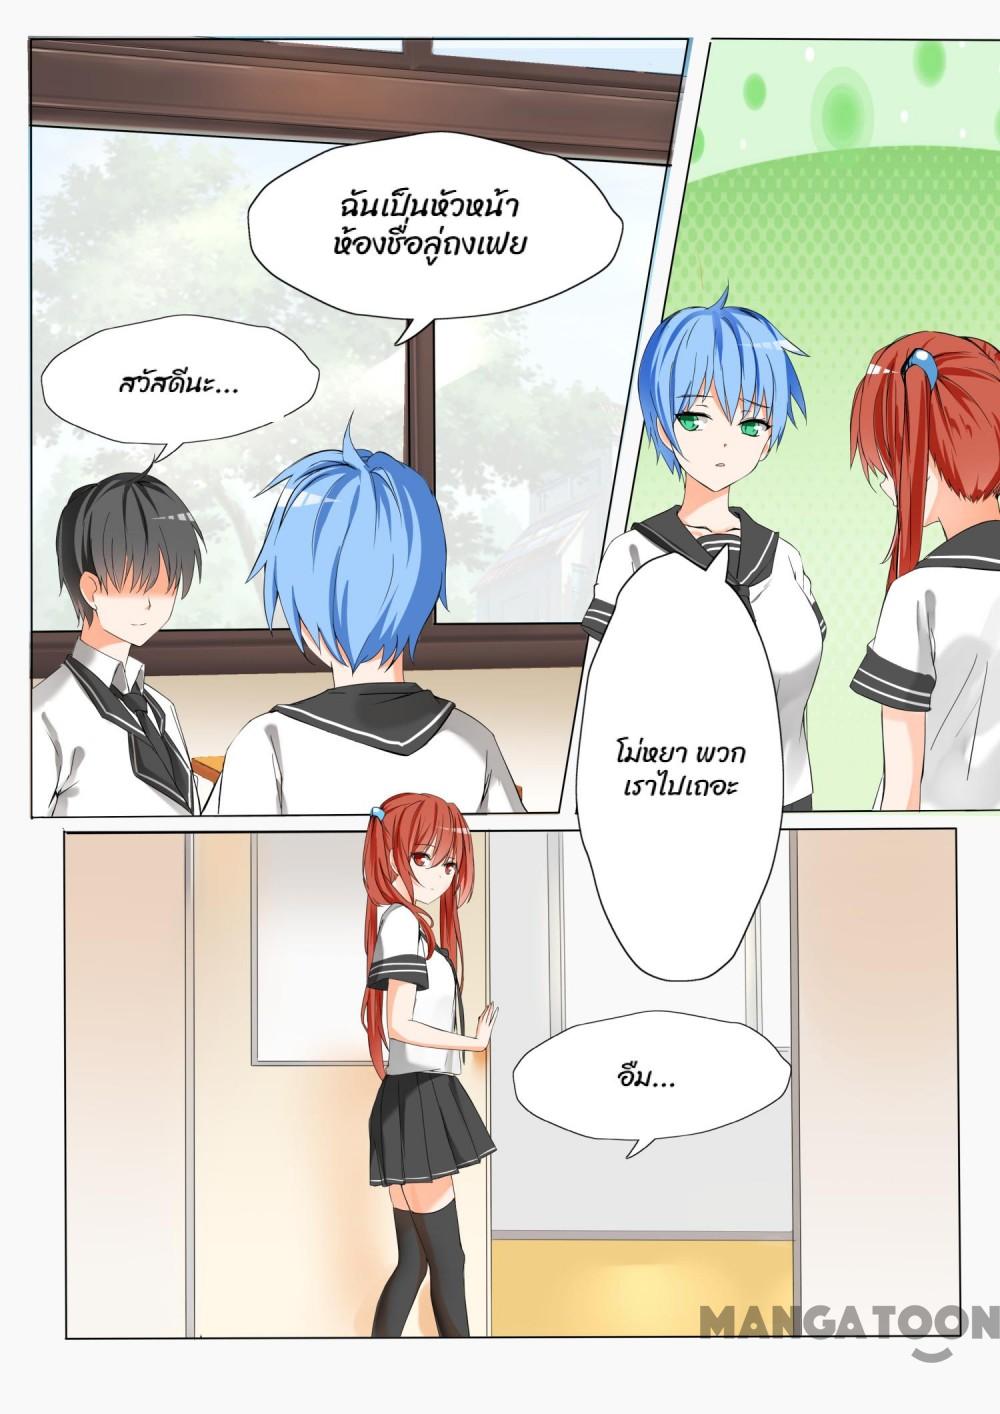 ฉันเป็นหัวหน้า
ห้องชื่อลู่ถงเฟย
สวัสดีนะ...
โม่หยา พวก
เราไปเถอะ
อืม...
MANGATOON